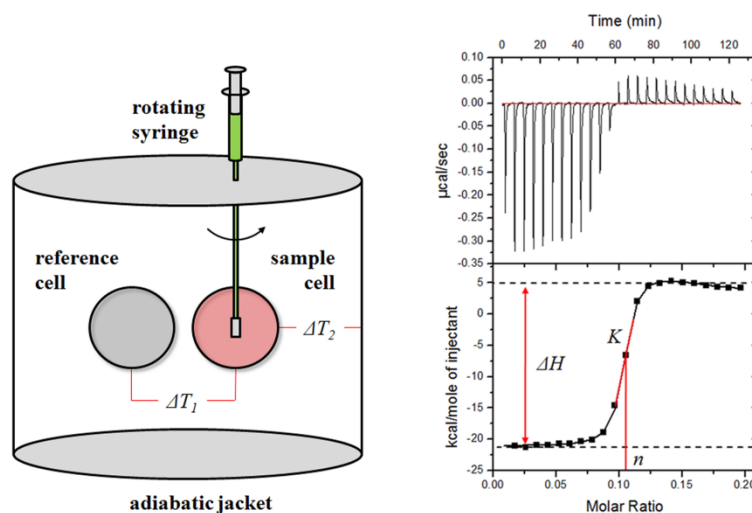 rotating
syringe
reference
cell
sample
cell
ΔT2
ΔT1
adiabatic jacket
Time (min)
0 20 40 60 80 100 120
0.10
0.05
0.00
-0.05
-0.10
-0.15
-0.20
-0.25
-0.30
-0.35
µcal/sec
5
0
-5
-10
-15
-20
-25
kcal/mole of injectant
K
ΔH
n
0.00 0.05 0.10 0.15 0.20
Molar Ratio